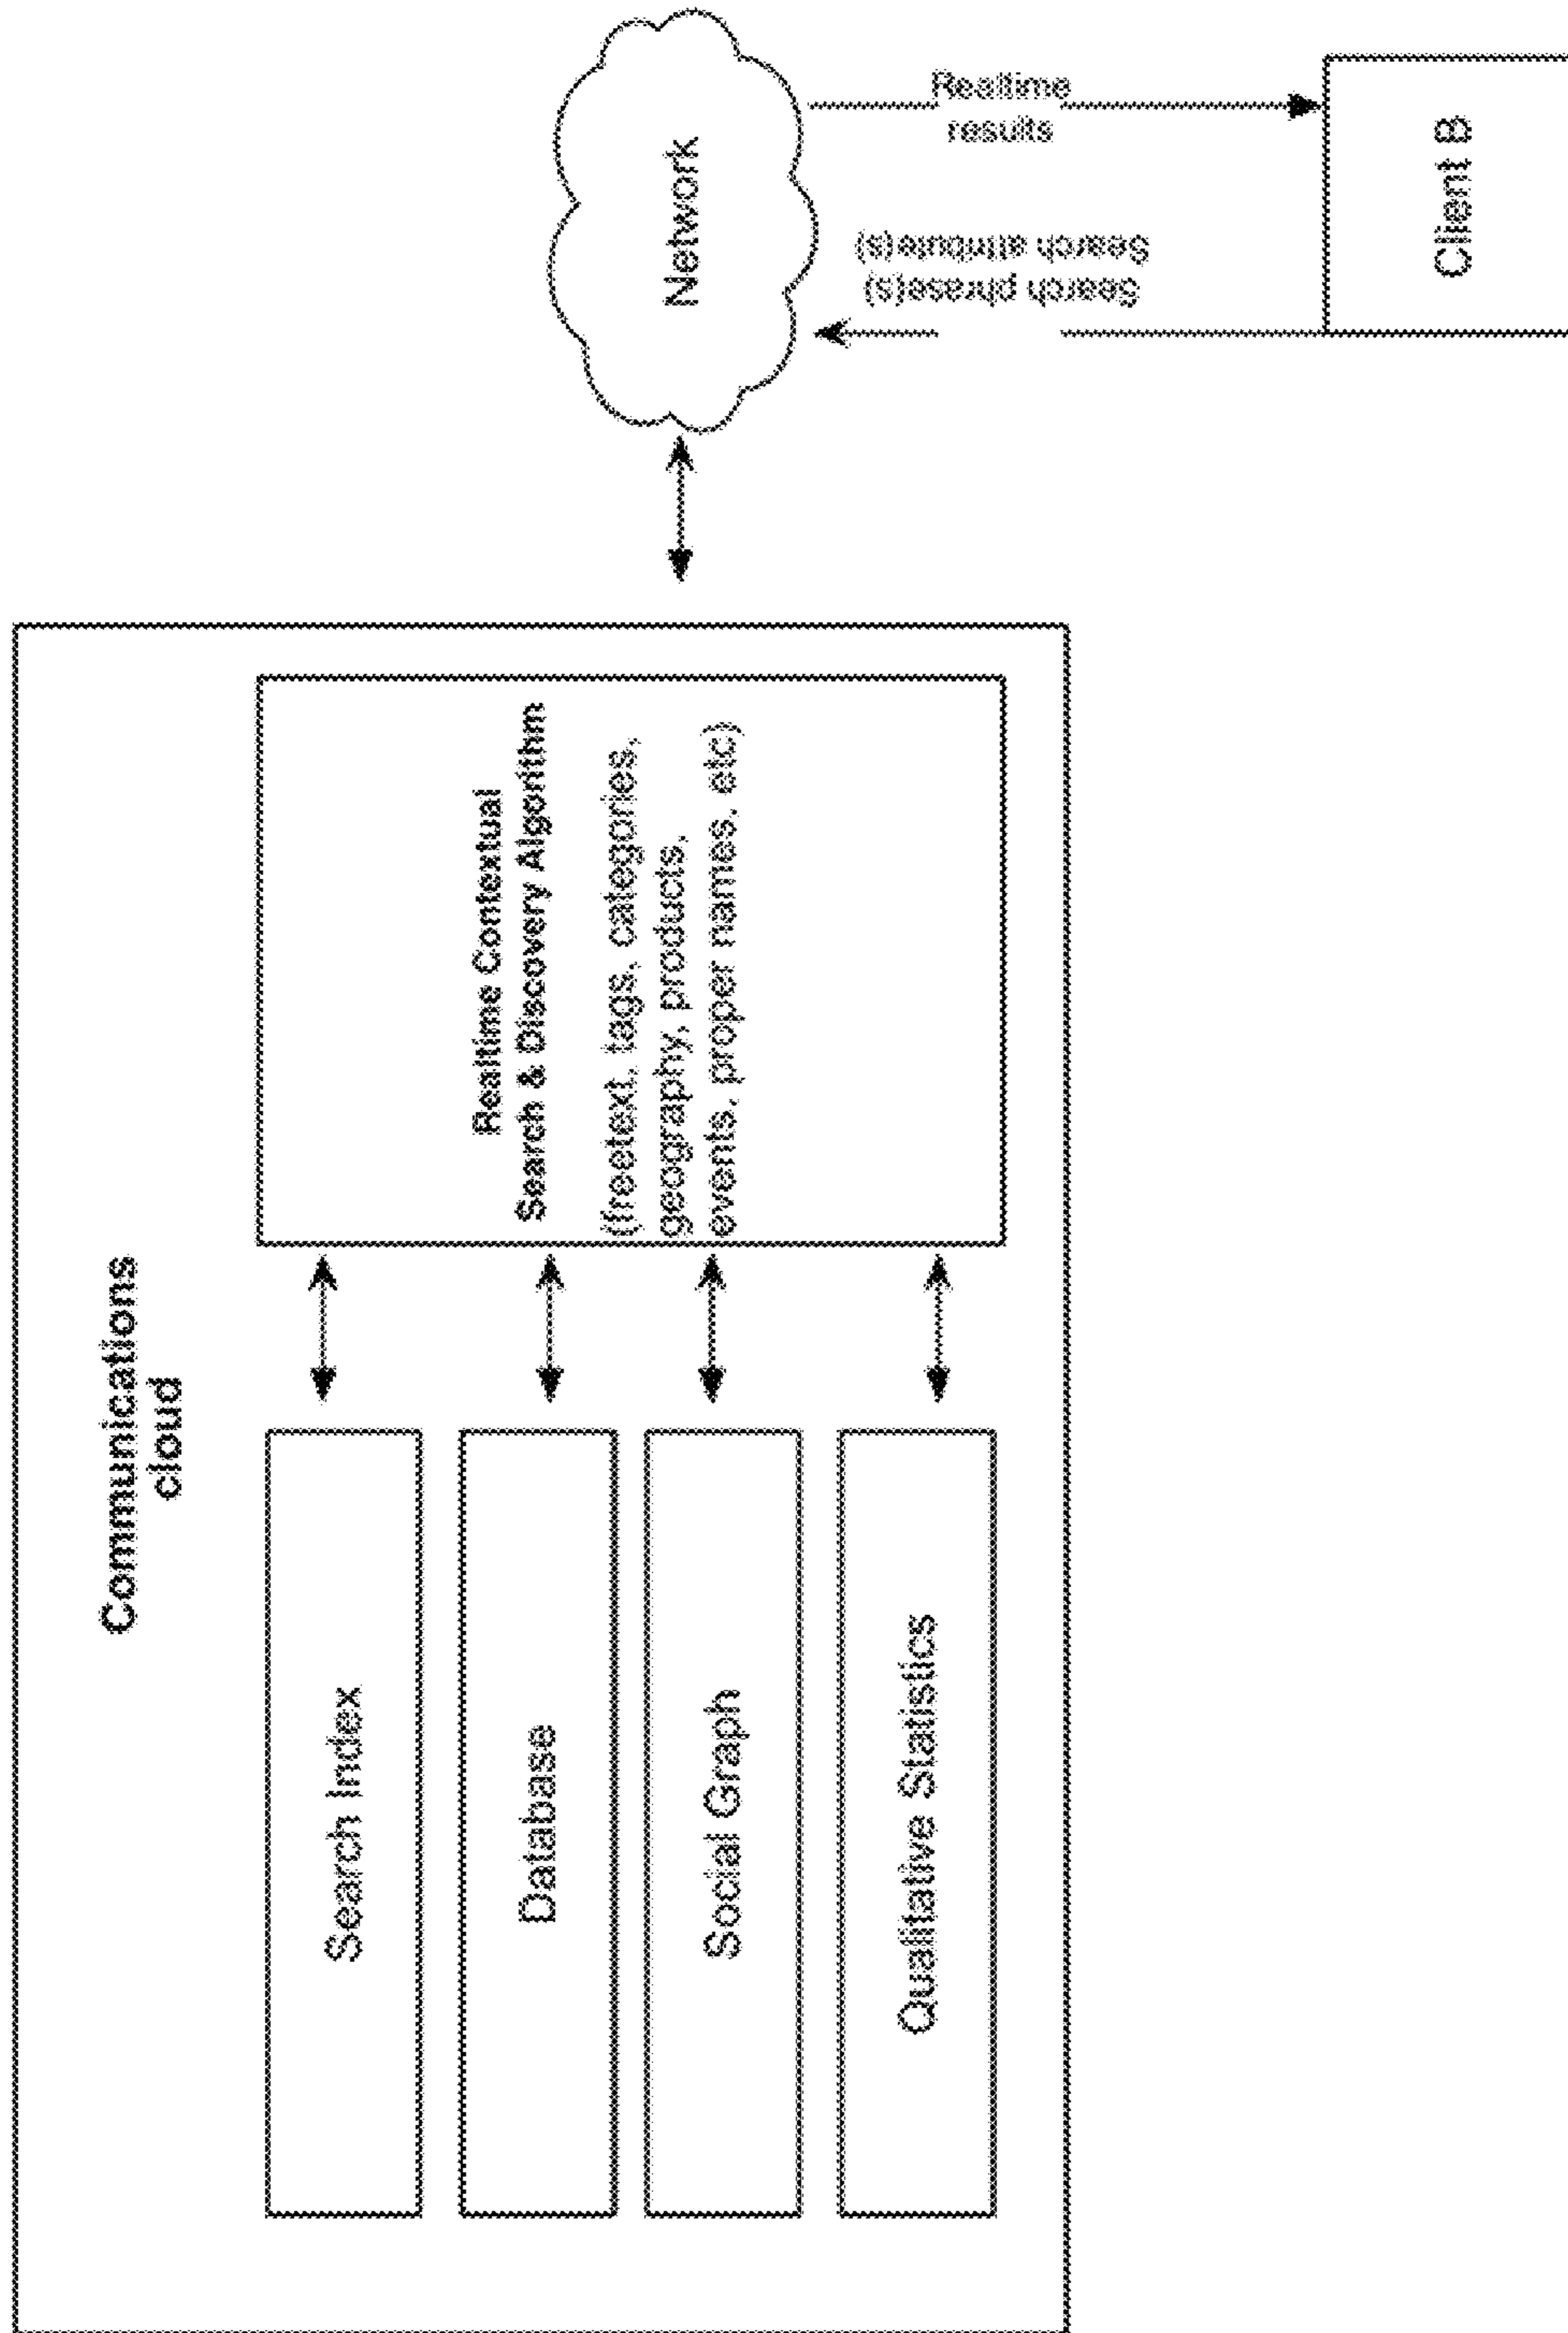 Communications
cloud
Search Index
Database
Social Graph
Qualitative Statistics
Realtime Contextual
Search & Discovery Algorithm
(freetext, tags, categories,
geography, products,
events, proper names, etc)
Network
Realtime
results
Search phrase(s)
Search attribute(s)
Client B